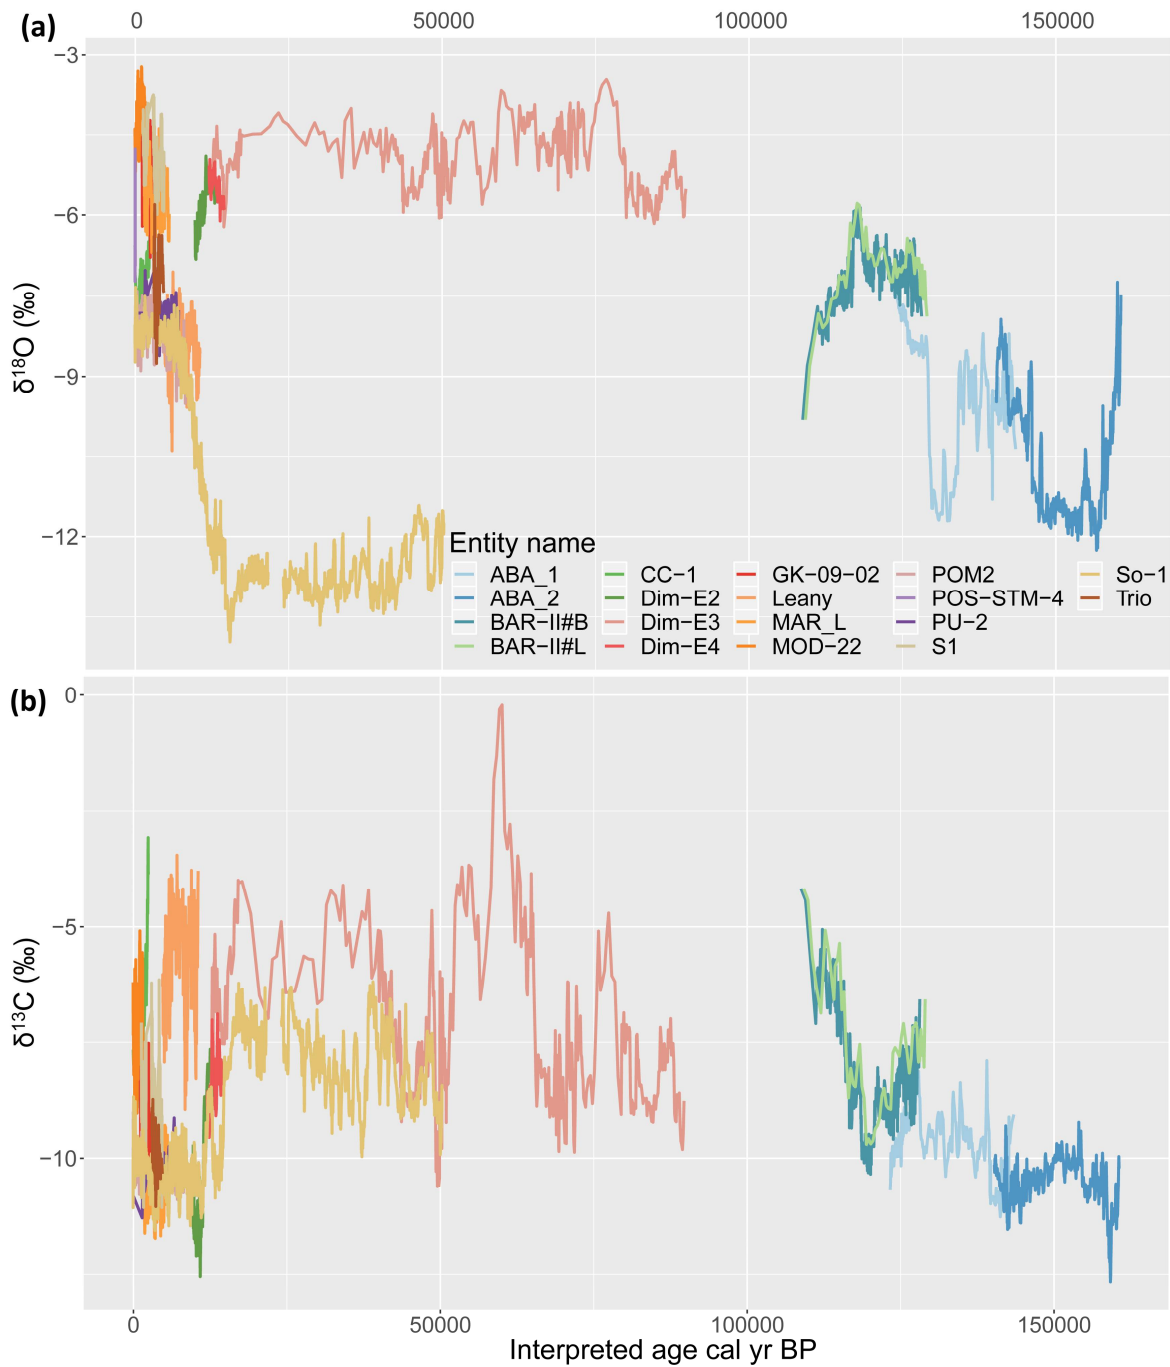 (a)
0 50000 100000 150000
−3
−6
−9
−12
δ¹⁸O (‰)
Entity name
ABA_1 CC−1 GK−09−02 POM2 So−1
ABA_2 Dim−E2 Leany POS−STM−4 Trio
BAR−II#B Dim−E3 MAR_L PU−2
BAR−II#L Dim−E4 MOD−22 S1
(b)
0
−5
−10
δ¹³C (‰)
0 50000 100000 150000
Interpreted age cal yr BP